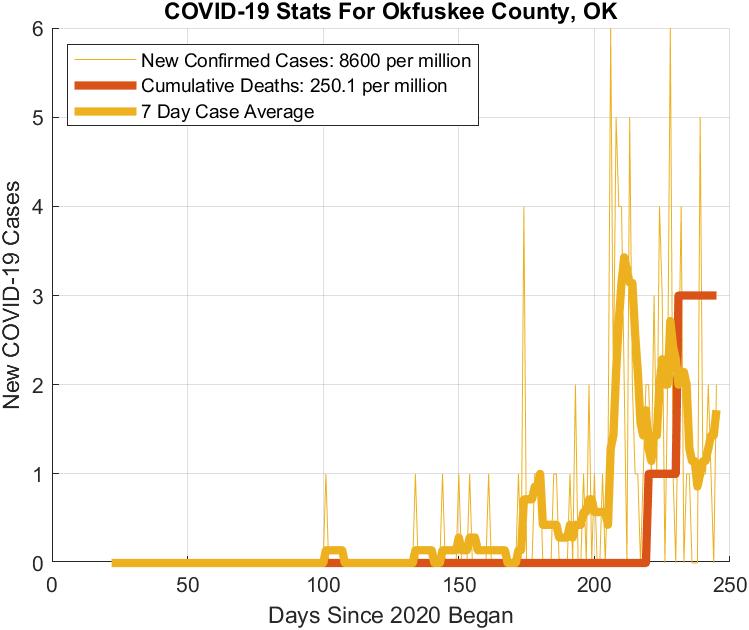 COVID-19 Stats For Okfuskee County, OK
New Confirmed Cases: 8600 per million
Cumulative Deaths: 250.1 per million
7 Day Case Average
New COVID-19 Cases
6
5
4
3
2
1
0
0 50 100 150 200 250
Days Since 2020 Began